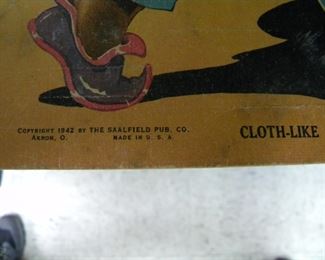 COPYRIGHT 1942 BY THE SAALFIELD PUB. CO.
AKRON, O. MADE IN U. S. A.
CLOTH-LIKE